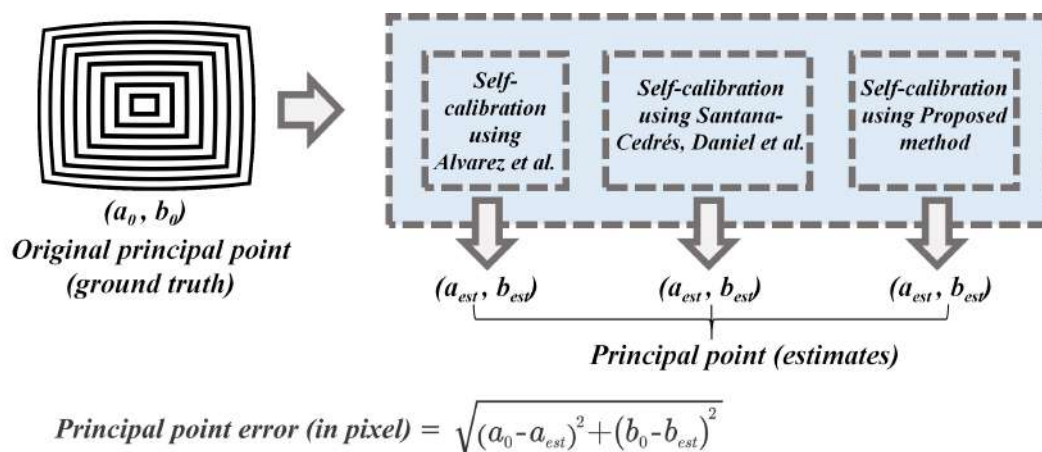 (a₀, b₀)
Original principal point
(ground truth)
Self-
calibration
using
Alvarez et al.
Self-calibration
using Santana-
Cedrés, Daniel et al.
Self-calibration
using Proposed
method
(aₑₛₜ, bₑₛₜ)
(aₑₛₜ, bₑₛₜ)
(aₑₛₜ, bₑₛₜ)
Principal point (estimates)
Principal point error (in pixel) = √((a₀-aₑₛₜ)²+(b₀-bₑₛₜ)²)